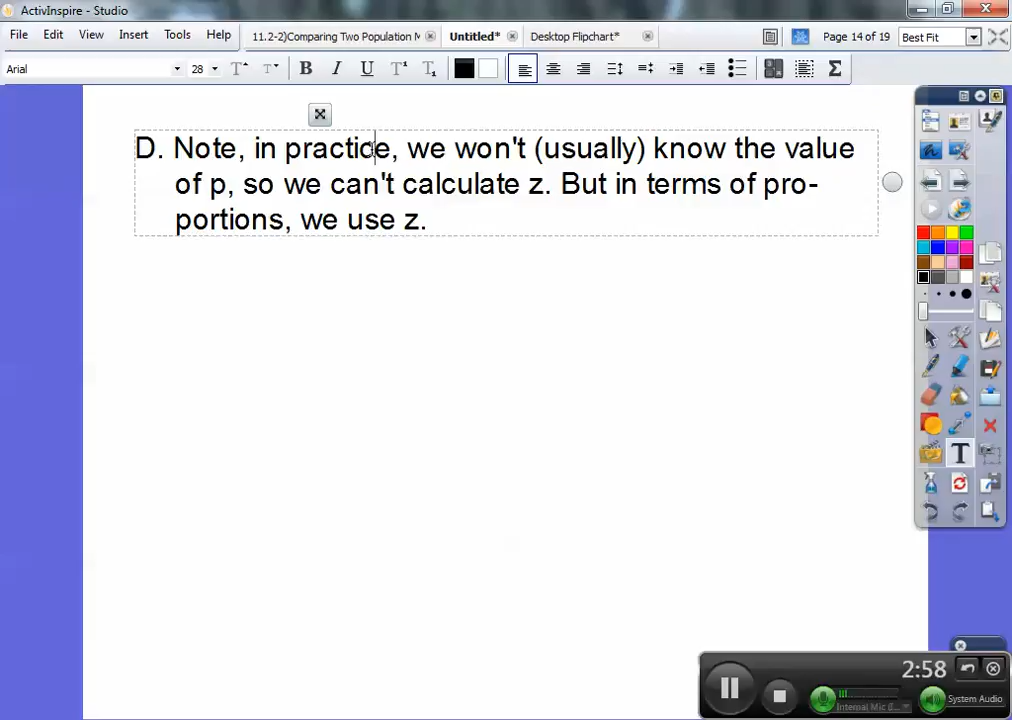 ActivInspire - Studio
File Edit View Insert Tools Help
11.2-2)Comparing Two Population M
Untitled*
Desktop Flipchart*
Page 14 of 19
Best Fit
Arial
28
D. Note, in practice, we won't (usually) know the value
of p, so we can't calculate z. But in terms of pro-
portions, we use z.
2:58
Internal Mic (I...
System Audio